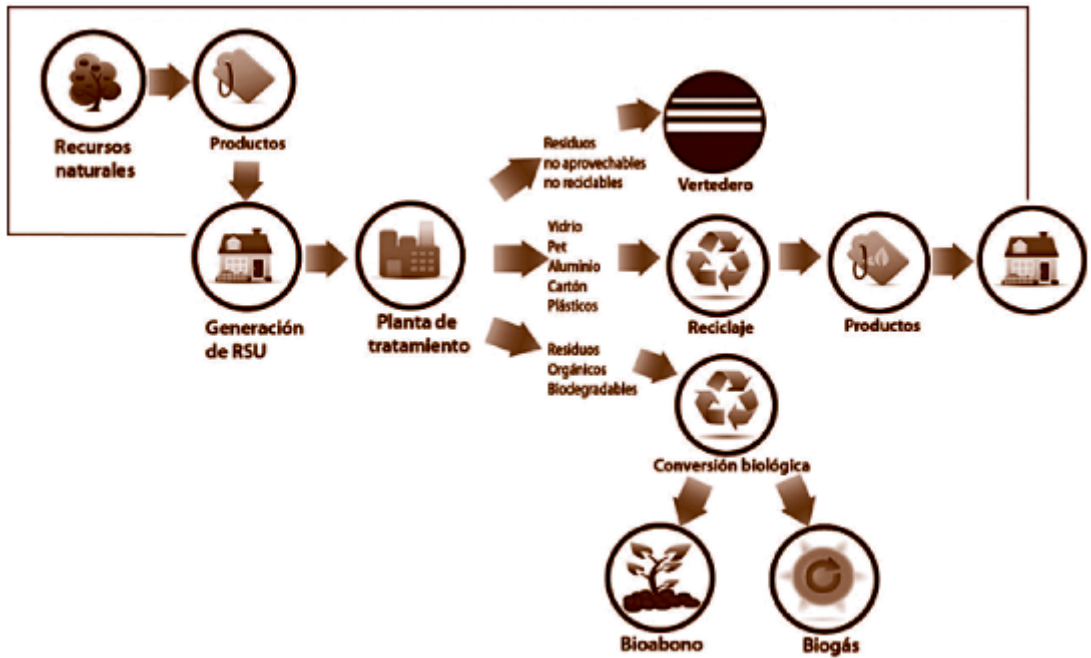 Recursos
naturales
Productos
Generación
de RSU
Planta de
tratamiento
Residuos
no aprovechables
no reciclables
Vertedero
Vidrio
Pet
Aluminio
Cartón
Plásticos
Reciclaje
Productos
Residuos
Orgánicos
Biodegradables
Conversión biológica
Bioabono
Biogás